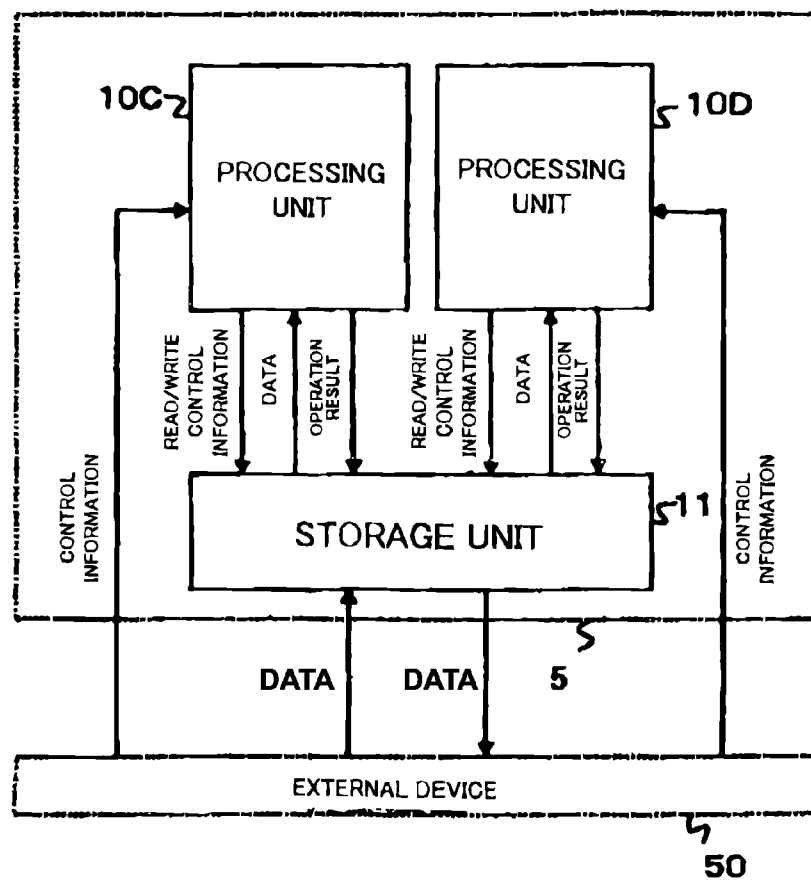 10C
10D
PROCESSING
UNIT
PROCESSING
UNIT
READ/WRITE
CONTROL
INFORMATION
DATA
OPERATION
RESULT
READ/WRITE
CONTROL
INFORMATION
DATA
OPERATION
RESULT
CONTROL
INFORMATION
STORAGE UNIT
11
CONTROL
INFORMATION
DATA
DATA
5
EXTERNAL DEVICE
50